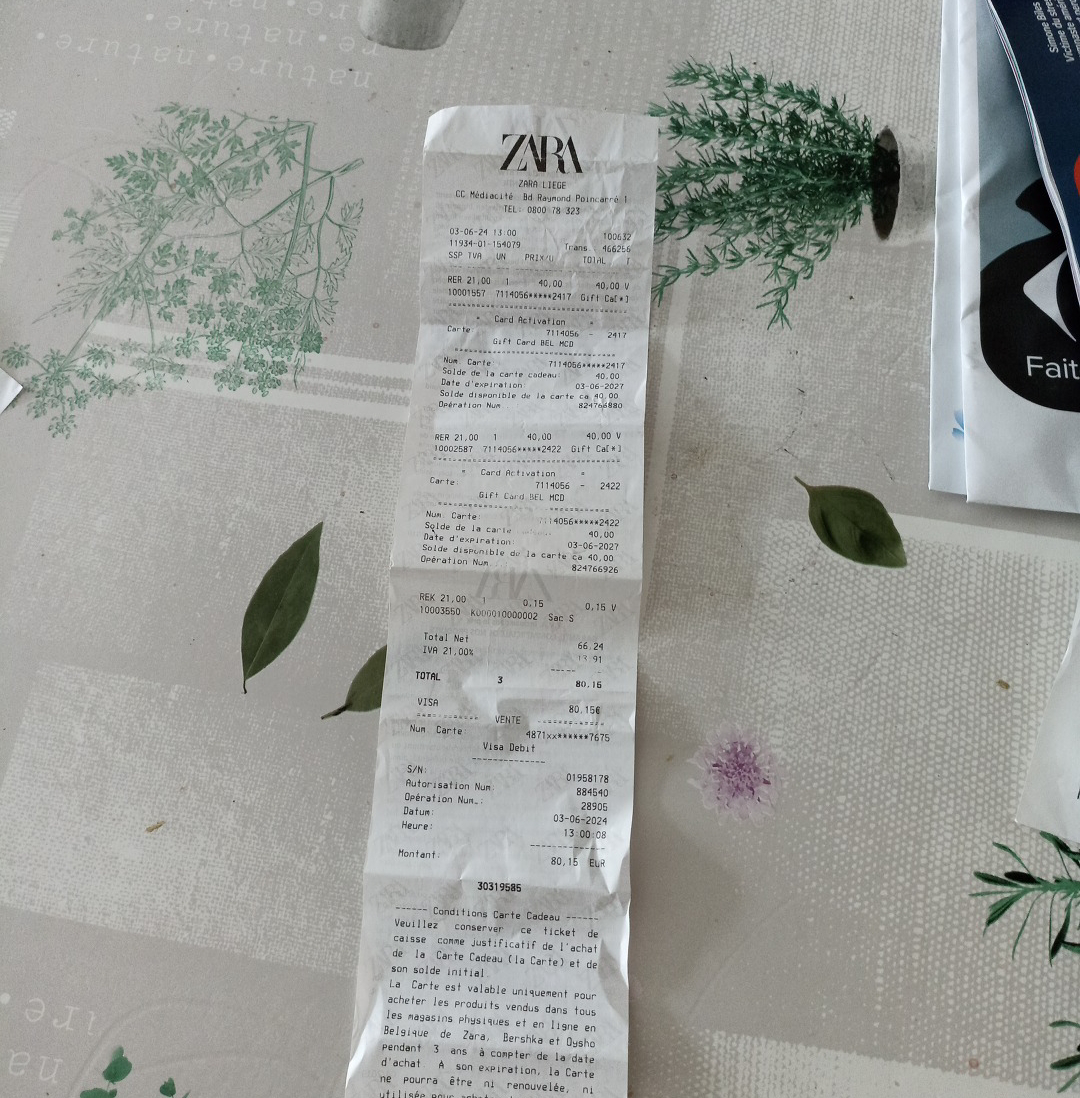 re•nature•
nature•nature
ZARA
ZARA LIEGE
CC Médiacité Bd Raymond Poincarré 1
TEL: 0800 78 323
03-06-24 13:00 100632
11934-01-154079 Trans. 466256
SSP TVA UN PRIX/U TOTAL T
RER 21,00 1 40,00 40,00 V
10001557 7114056*****2417 Gift Ca[*]
* Card Activation *
Carte: 7114056 - 2417
Gift Card BEL MCD
Num. Carte: 7114056*****2417
Solde de la carte cadeau: 40,00
Date d'expiration: 03-06-2027
Solde disponible de la carte ca 40,00
Opération Num... 824766880
RER 21,00 1 40,00 40,00 V
10002587 7114056*****2422 Gift Ca[*]
* Card Activation *
Carte: 7114056 - 2422
Gift Card BEL MCD
Num. Carte: 7114056*****2422
Solde de la carte 40,00
Date d'expiration: 03-06-2027
Solde disponible de la carte ca 40,00
Opération Num... 824766926
REK 21,00 1 0,15 0,15 V
10003550 K000010000002 Sac S
Total Net 66,24
IVA 21,00% 13,91
TOTAL 3 80,15
VISA 80,15€
VENTE
Num Carte: 4871xx******7675
Visa Debit
S/N: 01958178
Autorisation Num: 884540
Opération Num.: 28905
Datum: 03-06-2024
Heure: 13:00:08
Montant: 80,15 EUR
30319585
------ Conditions Carte Cadeau ------
Veuillez conserver ce ticket de
caisse comme justificatif de l'achat
de la Carte Cadeau (la Carte) et de
son solde initial.
La Carte est valable uniquement pour
acheter les produits vendus dans tous
les magasins physiques et en ligne en
Belgique de Zara, Bershka et Oysho
pendant 3 ans à compter de la date
d'achat A son expiration, la Carte
ne pourra être ni renouvelée, ni
utilisée pour
Simone Biles
Fait